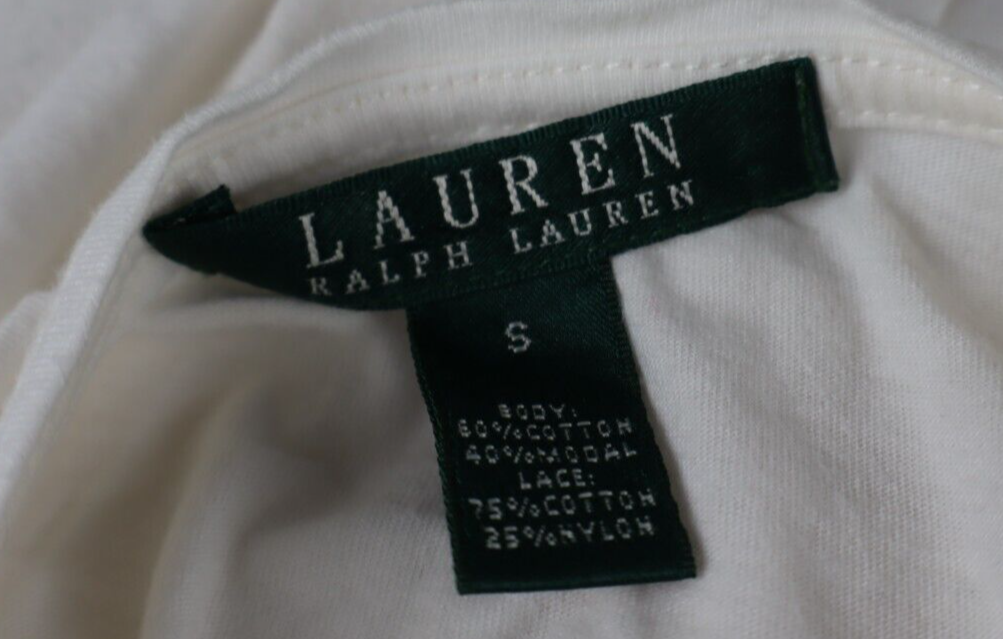 LAUREN
RALPH LAUREN
S
BODY:
60%COTTON
40%MODAL
LACE:
75%COTTON
25%NYLON